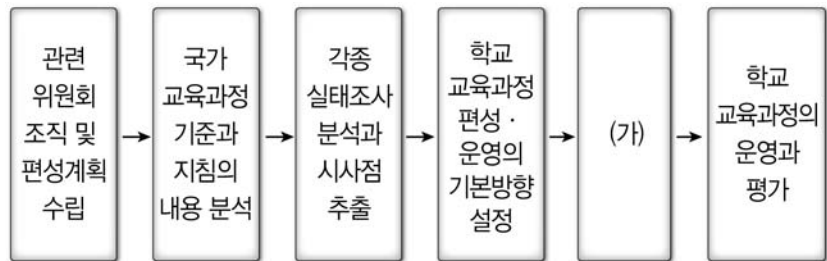 관련
위원회
조직 및
편성계획
수립
국가
교육과정
기준과
지침의
내용 분석
각종
실태조사
분석과
시사점
추출
학교
교육과정
편성 ·
운영의
기본방향
설정
(가)
학교
교육과정의
운영과
평가